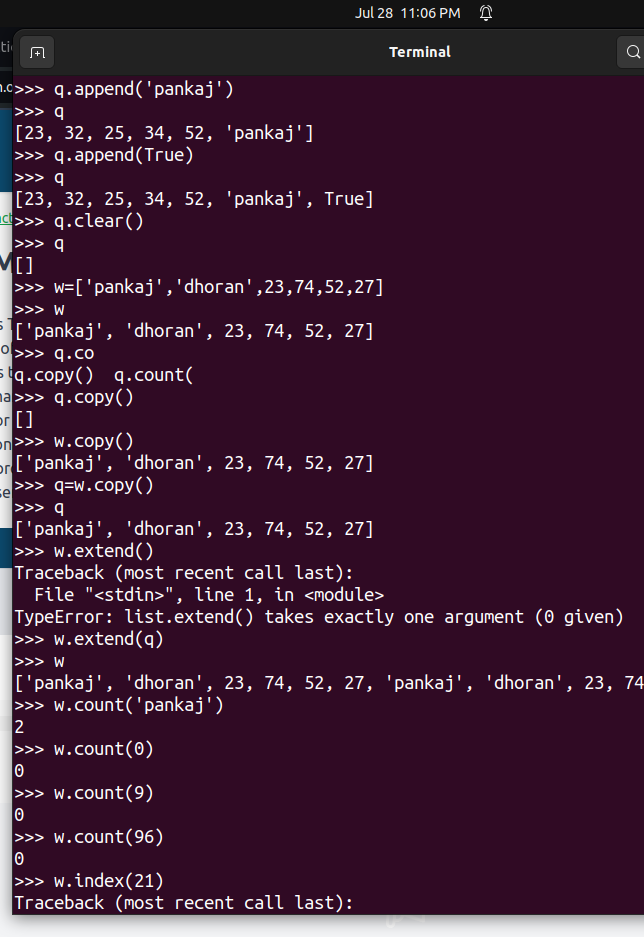 Jul 28 11:06 PM
Terminal
>>> q.append('pankaj')
>>> q
[23, 32, 25, 34, 52, 'pankaj']
>>> q.append(True)
>>> q
[23, 32, 25, 34, 52, 'pankaj', True]
>>> q.clear()
>>> q
[]
>>> w=['pankaj','dhoran',23,74,52,27]
>>> w
['pankaj', 'dhoran', 23, 74, 52, 27]
>>> q.co
q.copy()  q.count(
>>> q.copy()
[]
>>> w.copy()
['pankaj', 'dhoran', 23, 74, 52, 27]
>>> q=w.copy()
>>> q
['pankaj', 'dhoran', 23, 74, 52, 27]
>>> w.extend()
Traceback (most recent call last):
  File "<stdin>", line 1, in <module>
TypeError: list.extend() takes exactly one argument (0 given)
>>> w.extend(q)
>>> w
['pankaj', 'dhoran', 23, 74, 52, 27, 'pankaj', 'dhoran', 23, 74
>>> w.count('pankaj')
2
>>> w.count(0)
0
>>> w.count(9)
0
>>> w.count(96)
0
>>> w.index(21)
Traceback (most recent call last):